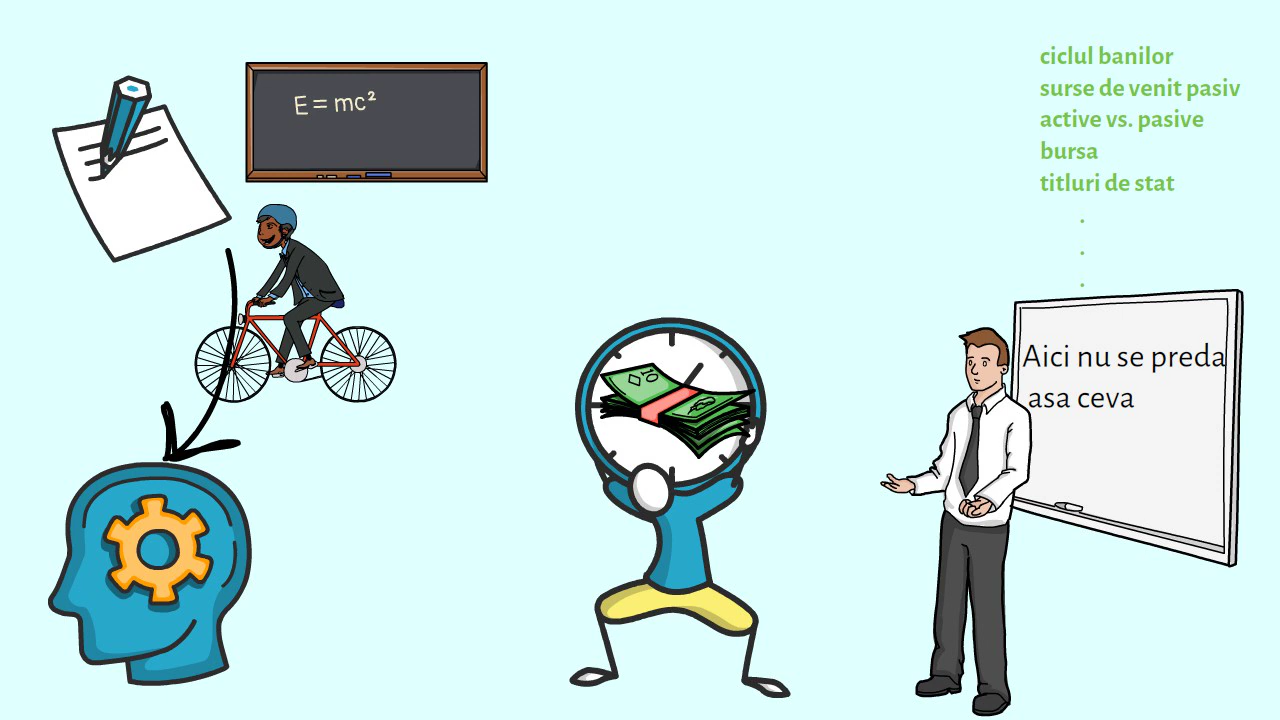 E = mc²
ciclul banilor
surse de venit pasiv
active vs. pasive
bursa
titluri de stat
.
.
.
Aici nu se preda
asa ceva